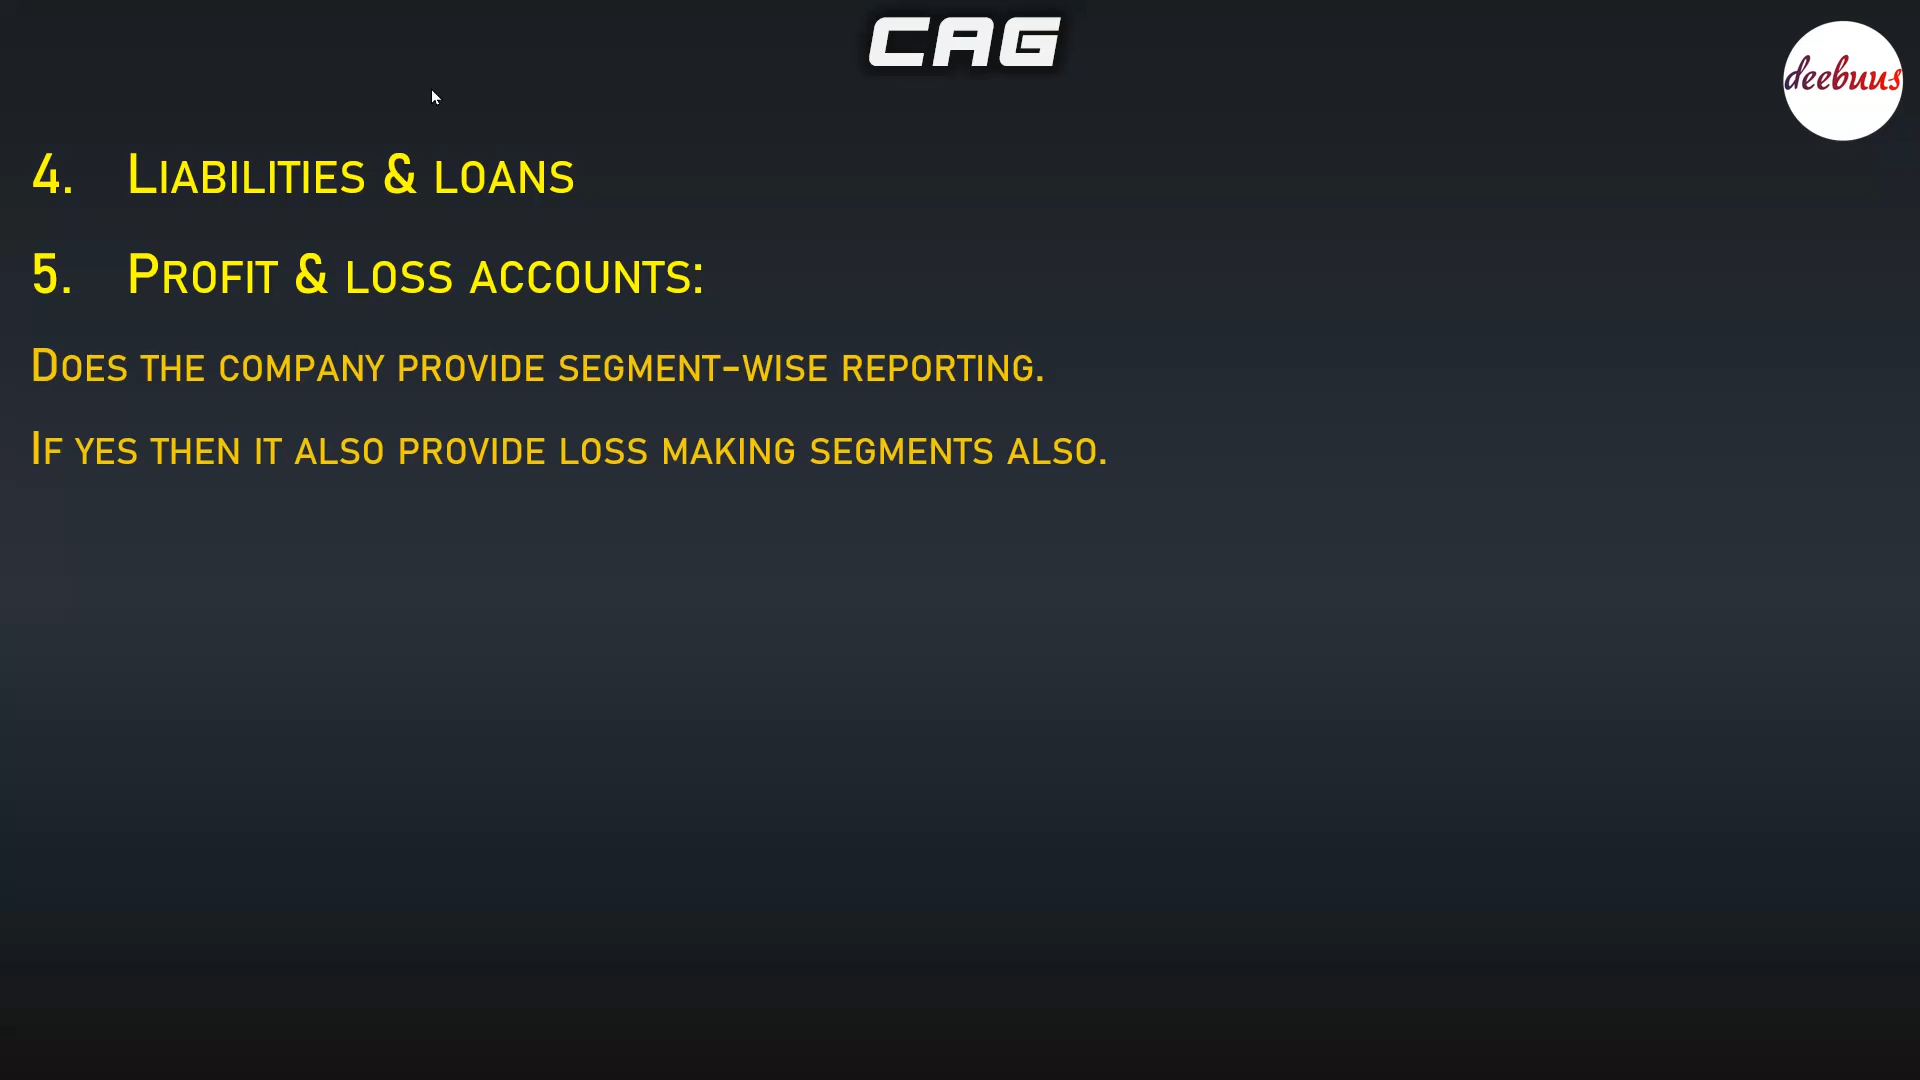 CAG
deebuus
4. Liabilities & loans
5. Profit & loss accounts:
Does the company provide segment-wise reporting.
If yes then it also provide loss making segments also.